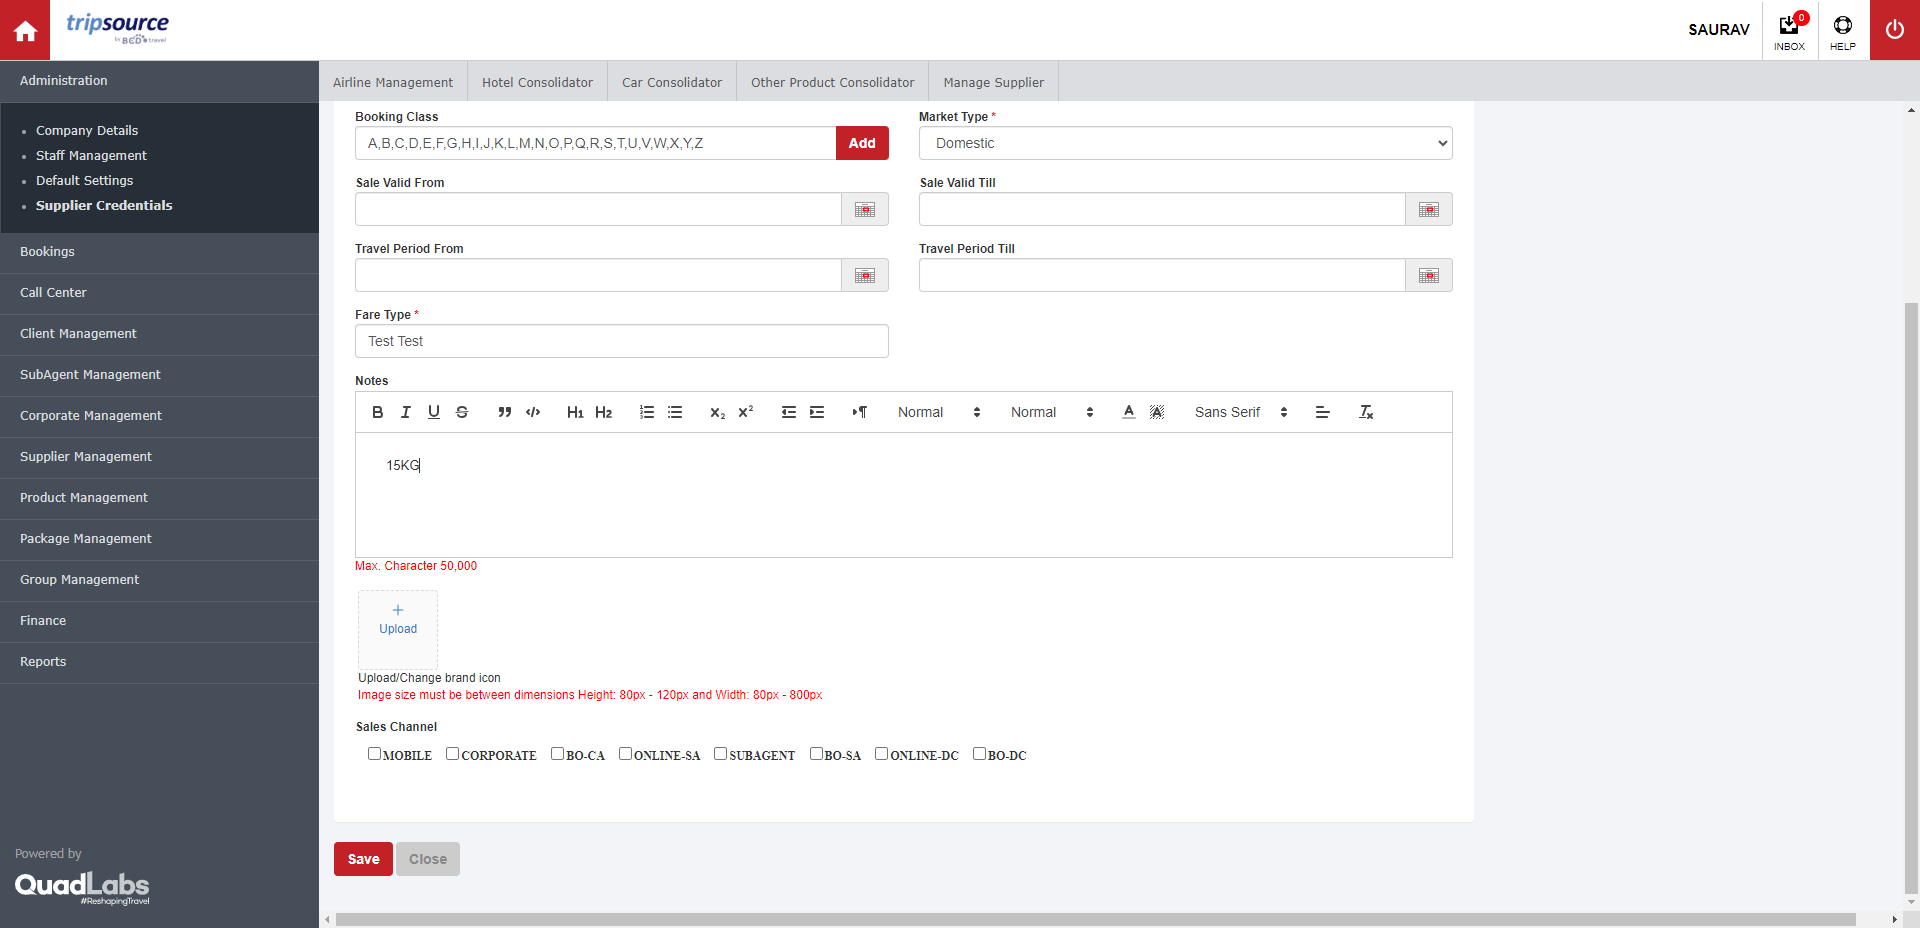 tripsource
by BCD travel
SAURAV
0
INBOX
HELP
Administration
Company Details
Staff Management
Default Settings
Supplier Credentials
Bookings
Call Center
Client Management
SubAgent Management
Corporate Management
Supplier Management
Product Management
Package Management
Group Management
Finance
Reports
Powered by
QuadLabs
#ReshapingTravel
Airline Management
Hotel Consolidator
Car Consolidator
Other Product Consolidator
Manage Supplier
Booking Class
A,B,C,D,E,F,G,H,I,J,K,L,M,N,O,P,Q,R,S,T,U,V,W,X,Y,Z
Add
Market Type *
Domestic
Sale Valid From
Sale Valid Till
Travel Period From
Travel Period Till
Fare Type *
Test Test
Notes
B I U S H1 H2 X2 X2 Normal Normal A A Sans Serif Tx
15KG
Max. Character 50,000
+
Upload
Upload/Change brand icon
Image size must be between dimensions Height: 80px - 120px and Width: 80px - 800px
Sales Channel
MOBILE CORPORATE BO-CA ONLINE-SA SUBAGENT BO-SA ONLINE-DC BO-DC
Save
Close